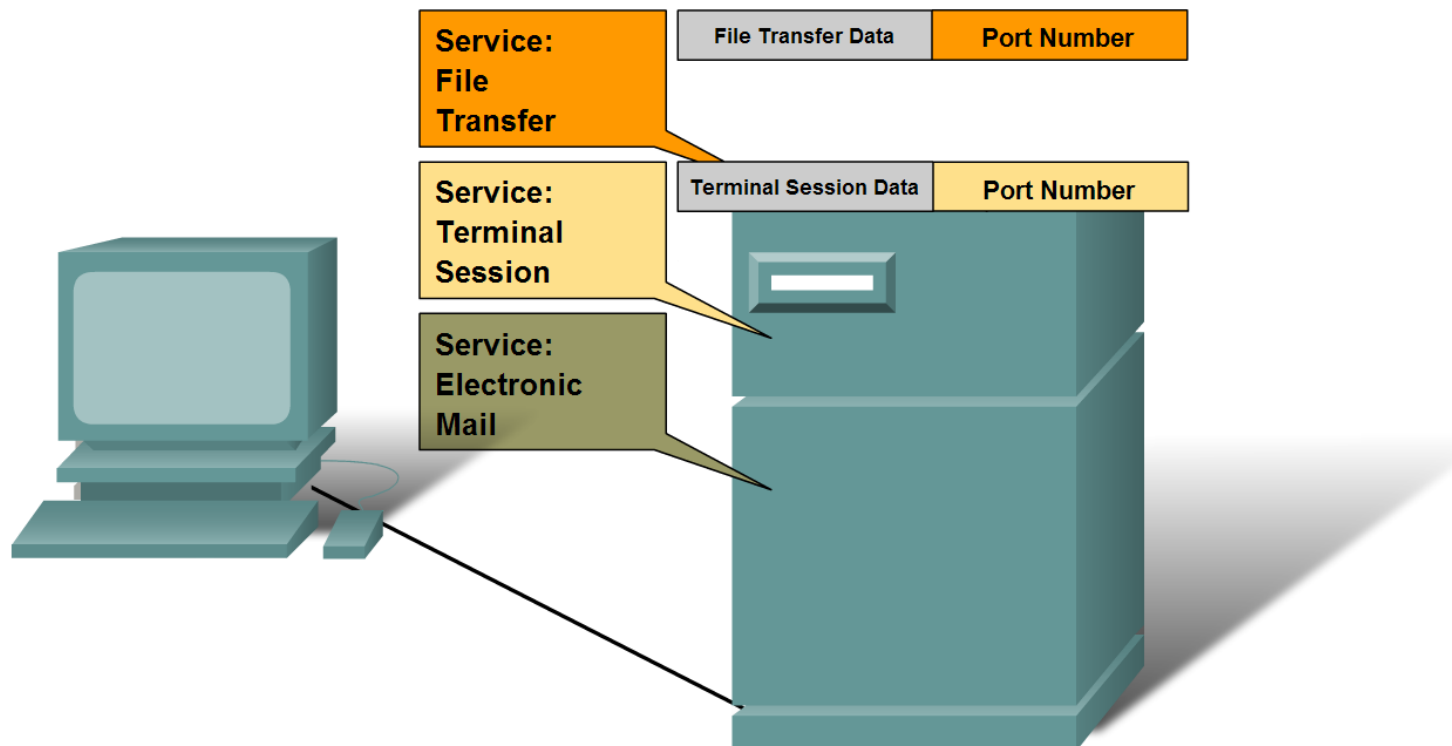 Service:
File
Transfer
File Transfer Data
Port Number
Service:
Terminal
Session
Terminal Session Data
Port Number
Service:
Electronic
Mail